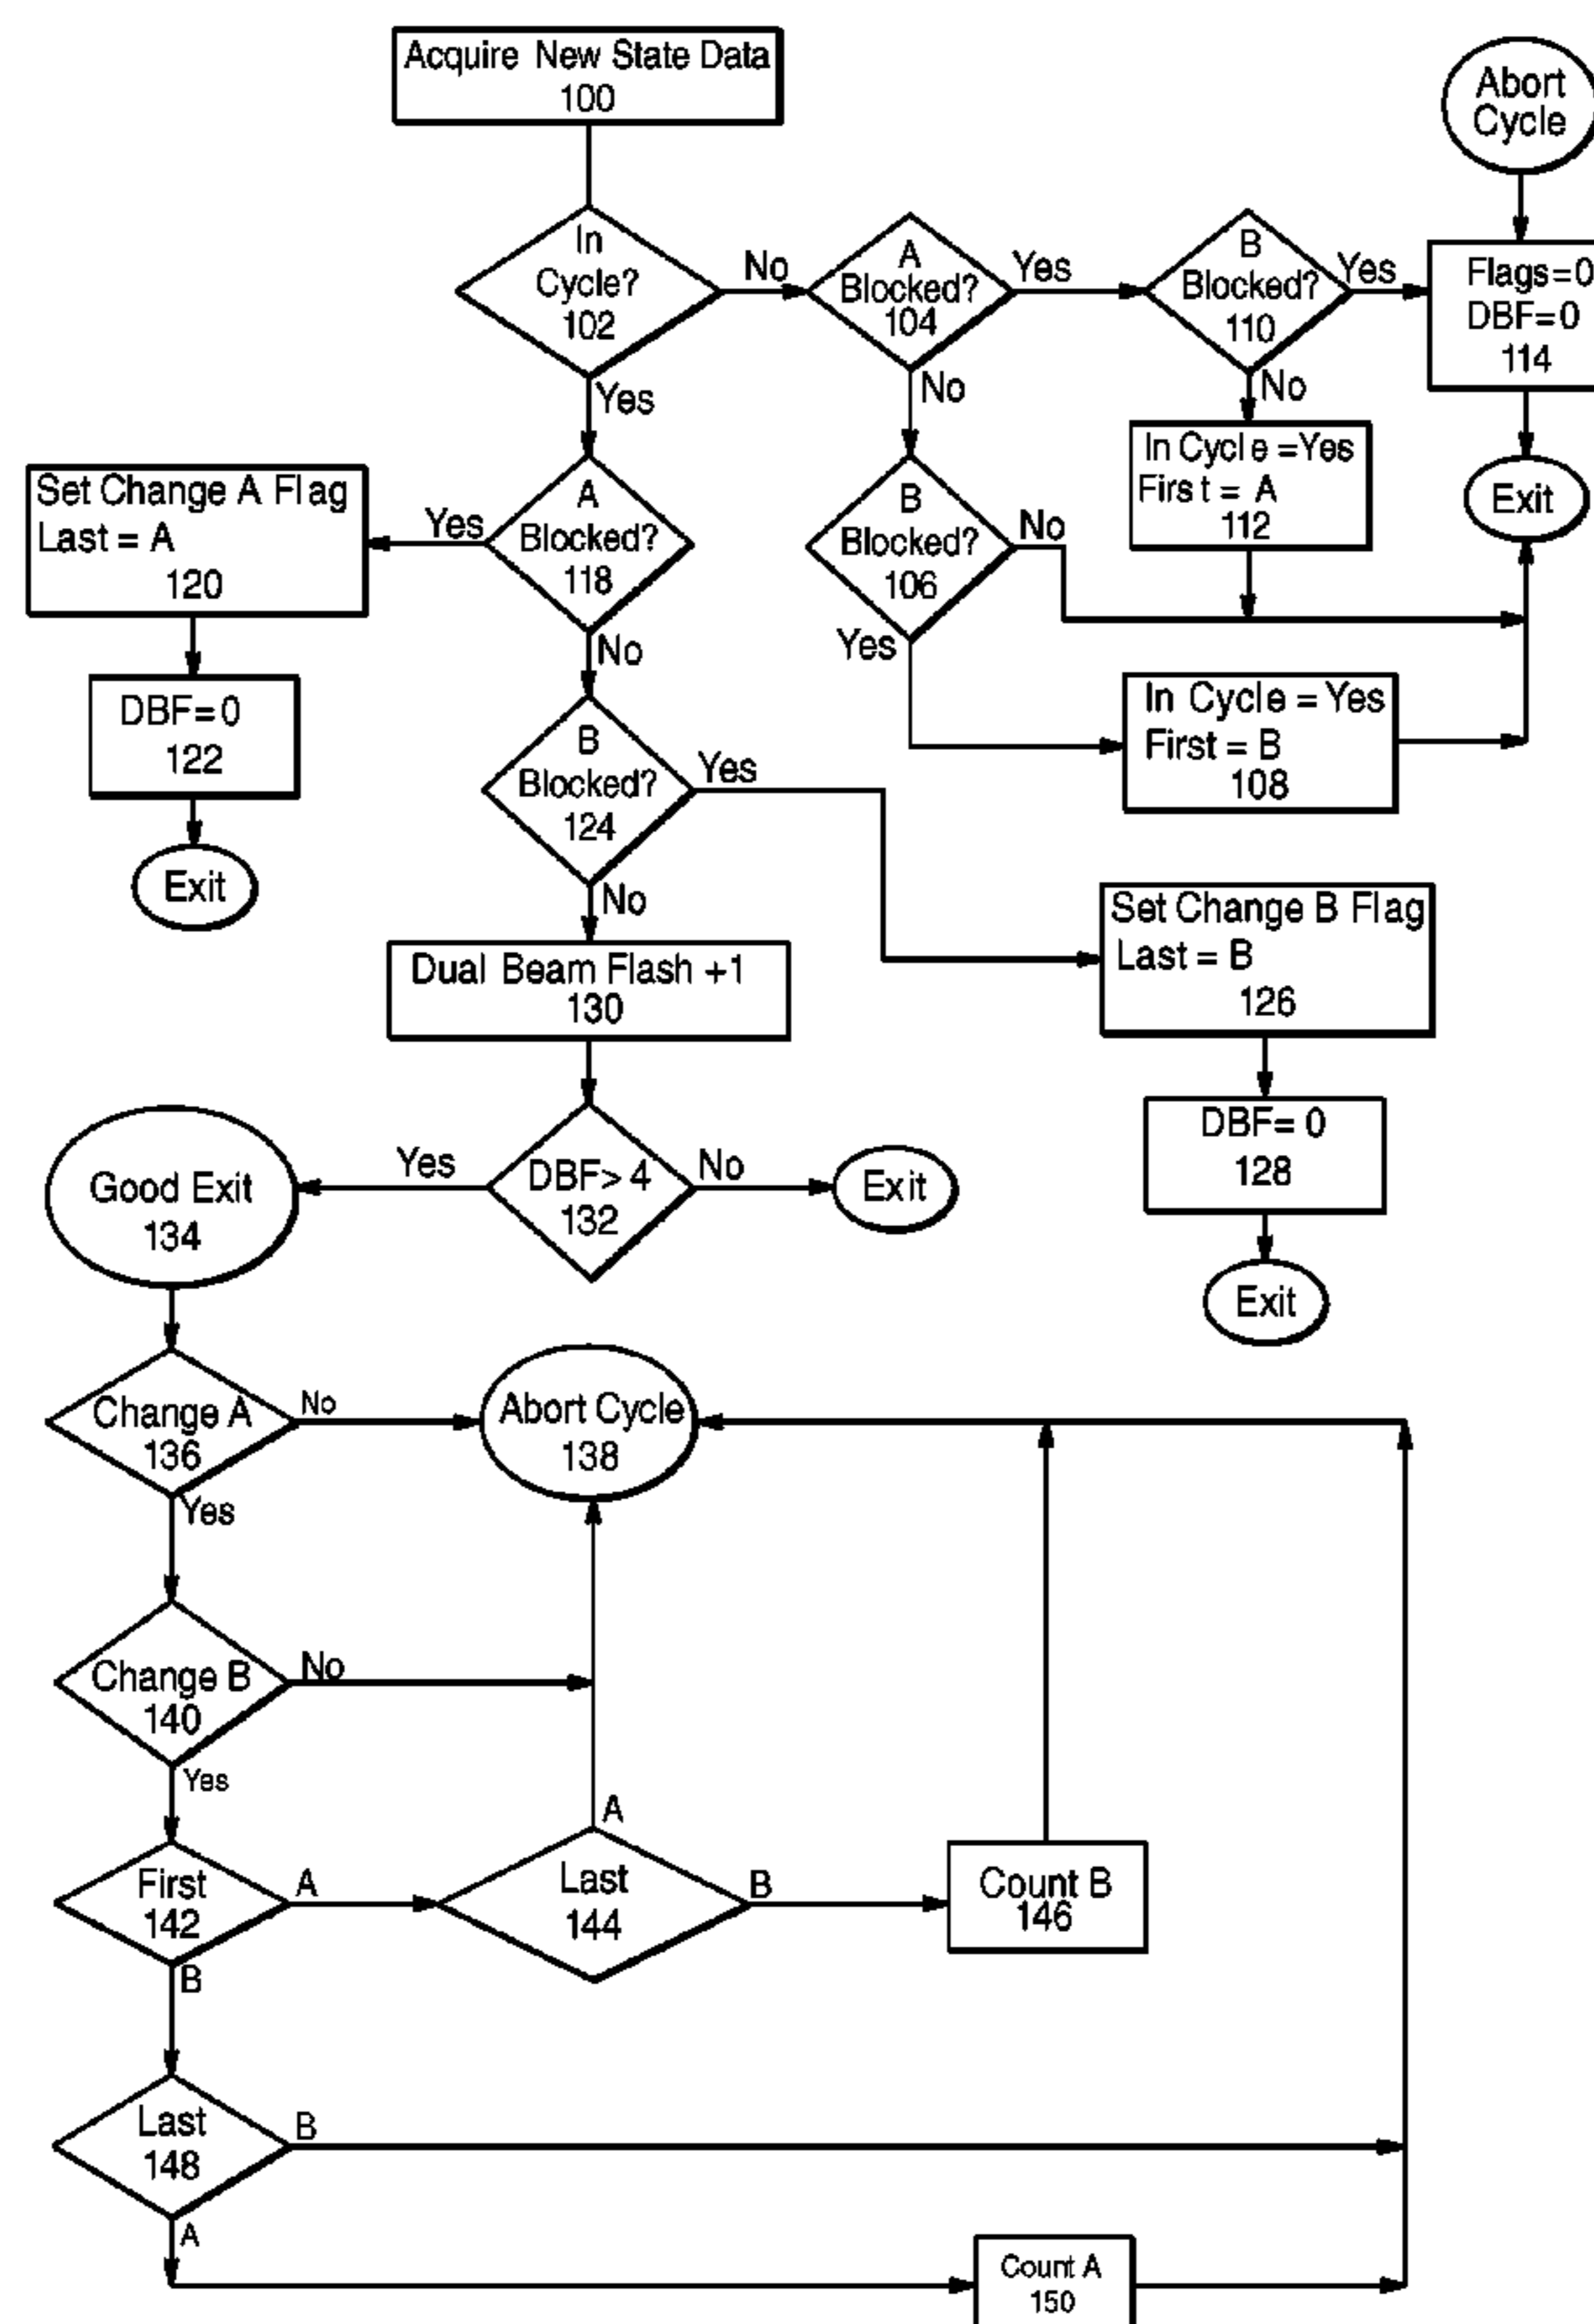 Acquire New State Data
100
Abort
Cycle
In
Cycle?
102
No
Yes
A
Blocked?
104
Yes
No
B
Blocked?
110
Yes
No
Flags=0
DBF=0
114
Exit
In Cycle =Yes
First = A
112
B
Blocked?
106
No
Yes
In Cycle = Yes
First = B
108
A
Blocked?
118
Yes
No
Set Change A Flag
Last = A
120
DBF=0
122
Exit
B
Blocked?
124
Yes
No
Set Change B Flag
Last = B
126
DBF= 0
128
Exit
Dual Beam Flash +1
130
DBF> 4
132
Yes
No
Exit
Good Exit
134
Change A
136
No
Yes
Abort Cycle
138
Change B
140
No
Yes
First
142
A
B
Last
144
A
B
Count B
146
Last
148
B
A
Count A
150